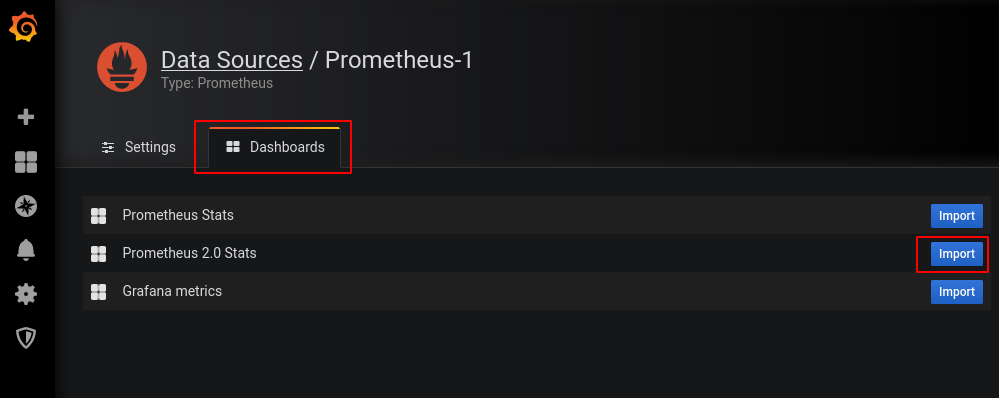 Data Sources / Prometheus-1
Type: Prometheus
Settings
Dashboards
Prometheus Stats
Import
Prometheus 2.0 Stats
Import
Grafana metrics
Import